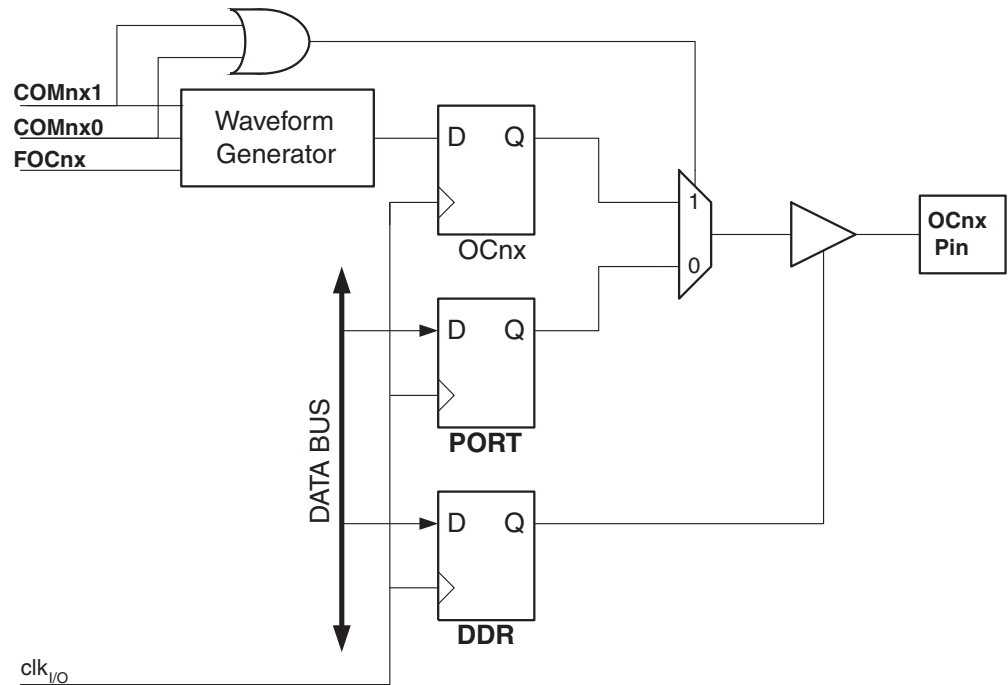 COMnx1
COMnx0
FOCnx
Waveform
Generator
D Q
OCnx
1
0
OCnx
Pin
D Q
PORT
DATA BUS
D Q
DDR
clkI/O